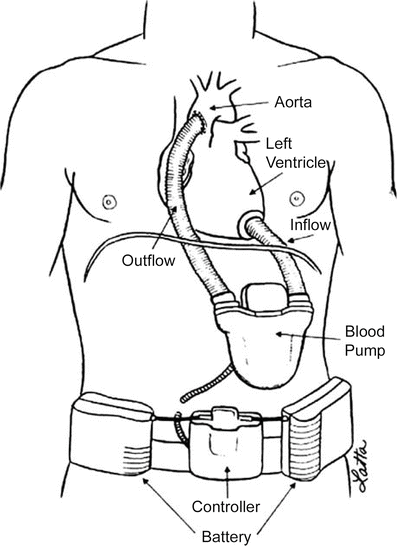 Aorta
Left
Ventricle
Inflow
Outflow
Blood
Pump
Controller
Battery
Latta